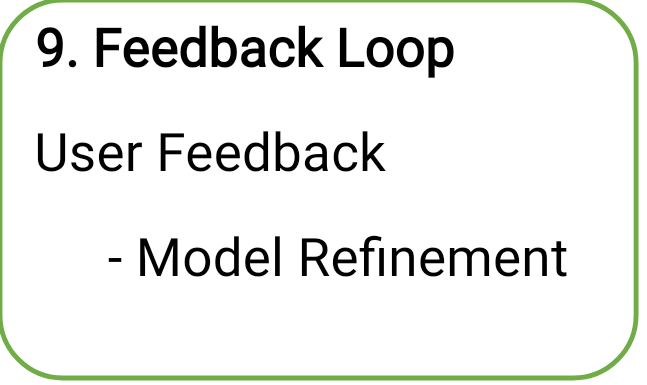 9. Feedback Loop
User Feedback
- Model Refinement